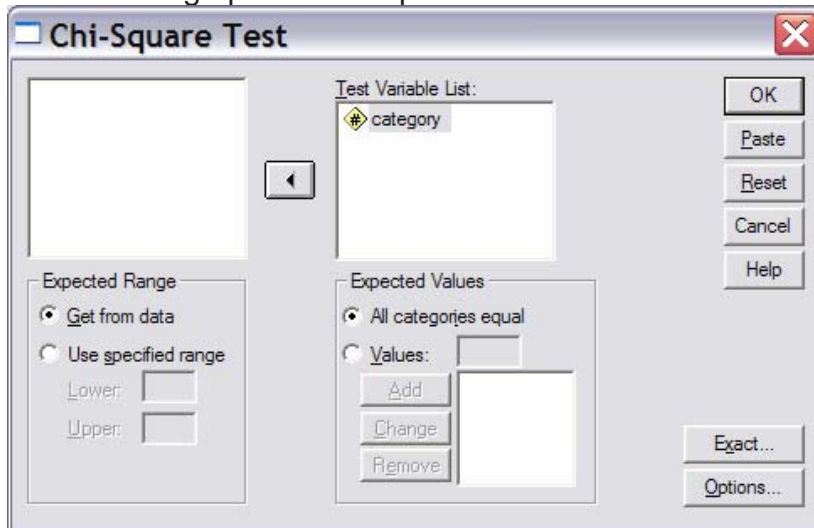 Chi-Square Test
Test Variable List:
# category
OK
Paste
Reset
Cancel
Help
Expected Range
Get from data
Use specified range
Lower:
Upper:
Expected Values
All categories equal
Values:
Add
Change
Remove
Exact...
Options...